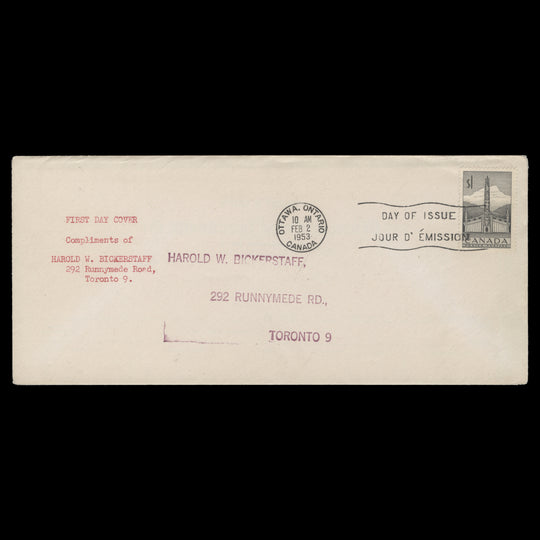 FIRST DAY COVER
Compliments of
HAROLD W. BICKERSTAFF
292 Runnymede Road,
Toronto 9.
OTTAWA, ONTARIO
10 AM
FEB 2
1953
CANADA
DAY OF ISSUE
JOUR D' ÉMISSION
$1
CANADA
HAROLD W. BICKERSTAFF,
292 RUNNYMEDE RD.,
TORONTO 9